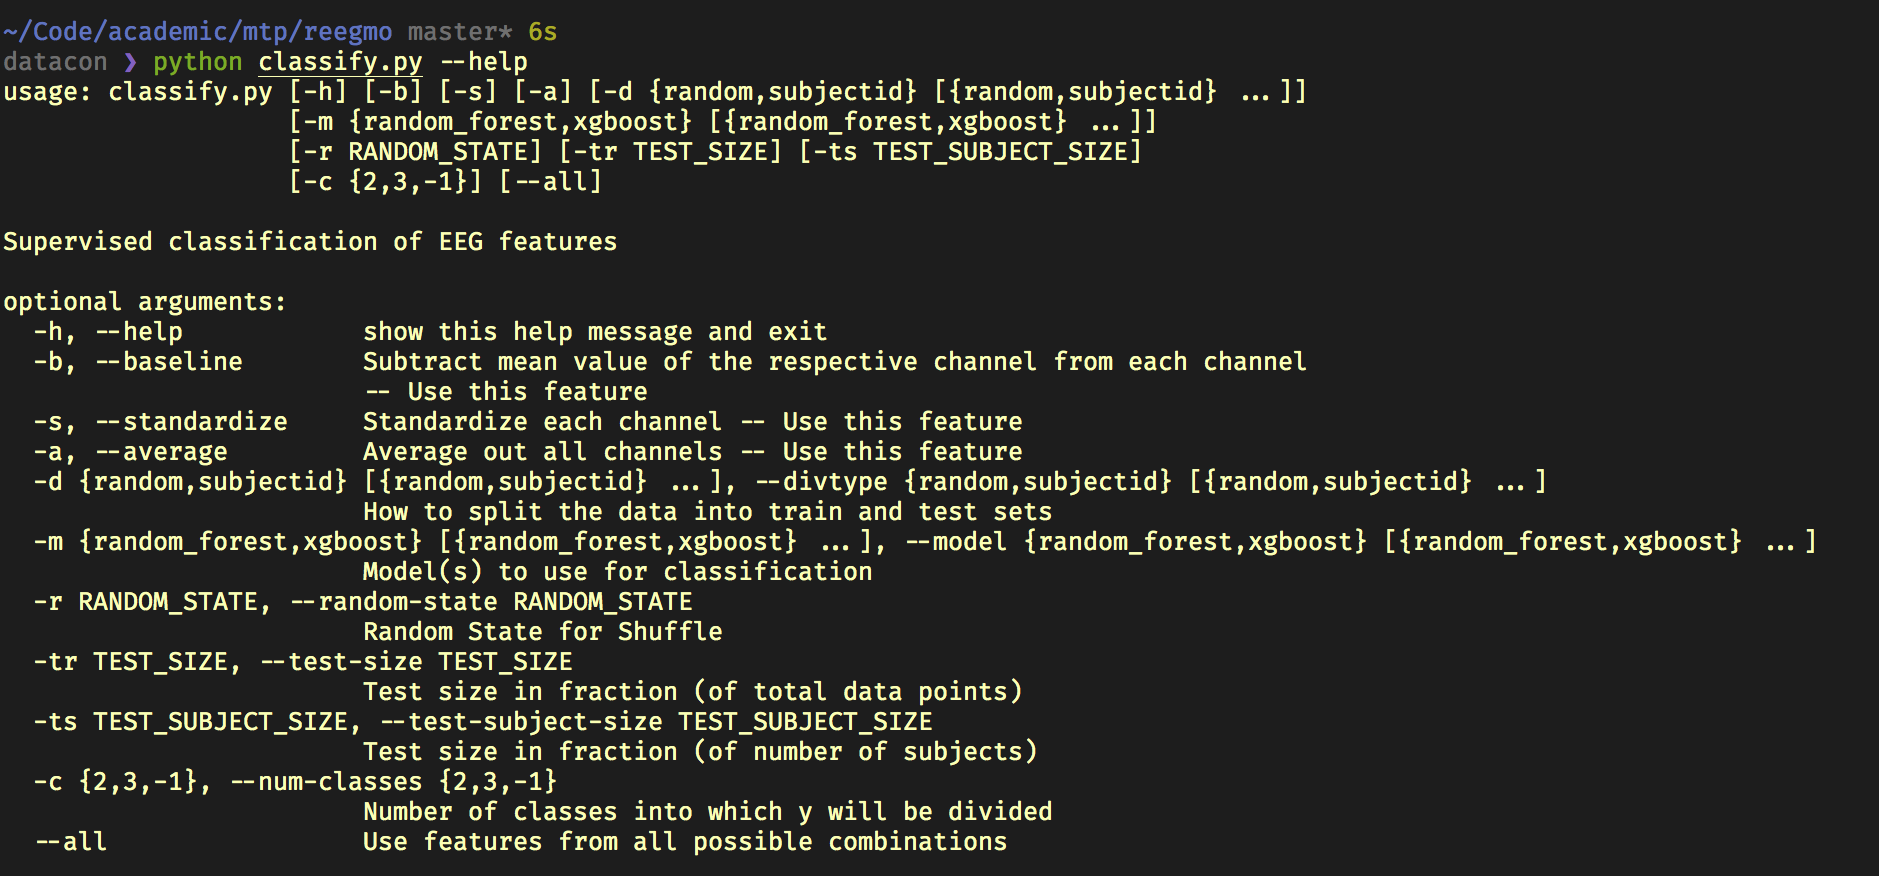 ~/Code/academic/mtp/reegmo master* 6s
datacon ❯ python classify.py --help
usage: classify.py [-h] [-b] [-s] [-a] [-d {random,subjectid} [{random,subjectid} ...]]
                   [-m {random_forest,xgboost} [{random_forest,xgboost} ...]]
                   [-r RANDOM_STATE] [-tr TEST_SIZE] [-ts TEST_SUBJECT_SIZE]
                   [-c {2,3,-1}] [--all]

Supervised classification of EEG features

optional arguments:
  -h, --help            show this help message and exit
  -b, --baseline        Subtract mean value of the respective channel from each channel
                        -- Use this feature
  -s, --standardize     Standardize each channel -- Use this feature
  -a, --average         Average out all channels -- Use this feature
  -d {random,subjectid} [{random,subjectid} ...], --divtype {random,subjectid} [{random,subjectid} ...]
                        How to split the data into train and test sets
  -m {random_forest,xgboost} [{random_forest,xgboost} ...], --model {random_forest,xgboost} [{random_forest,xgboost} ...]
                        Model(s) to use for classification
  -r RANDOM_STATE, --random-state RANDOM_STATE
                        Random State for Shuffle
  -tr TEST_SIZE, --test-size TEST_SIZE
                        Test size in fraction (of total data points)
  -ts TEST_SUBJECT_SIZE, --test-subject-size TEST_SUBJECT_SIZE
                        Test size in fraction (of number of subjects)
  -c {2,3,-1}, --num-classes {2,3,-1}
                        Number of classes into which y will be divided
  --all                 Use features from all possible combinations